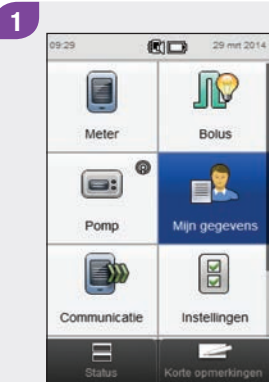 1
09:29 29 mrt 2014
Meter Bolus
Pomp Mijn gegevens
Communicatie Instellingen
Status Korte opmerkingen